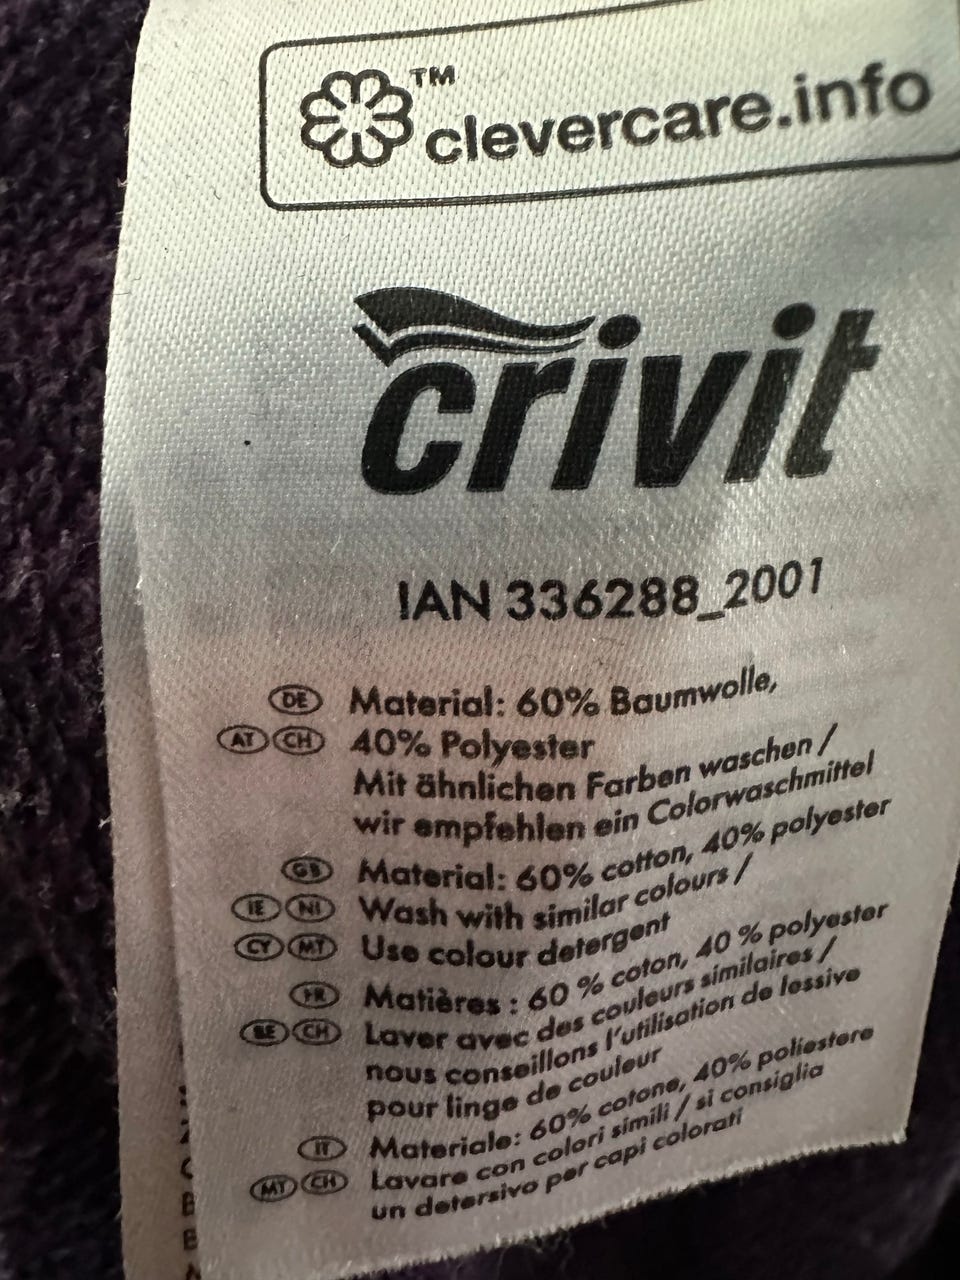 TM
clevercare.info
crivit
IAN 336288_2001
DE Material: 60% Baumwolle,
AT CH 40% Polyester
Mit ähnlichen Farben waschen /
wir empfehlen ein Colorwaschmittel
GB Material: 60% cotton, 40% polyester
IE NI Wash with similar colours /
CY MT Use colour detergent
FR Matières : 60 % coton, 40 % polyester
BE CH Laver avec des couleurs similaires /
nous conseillons l'utilisation de lessive
pour linge de couleur
IT Materiale: 60% cotone, 40% poliestere
MT CH Lavare con colori simili / si consiglia
un detersivo per capi colorati